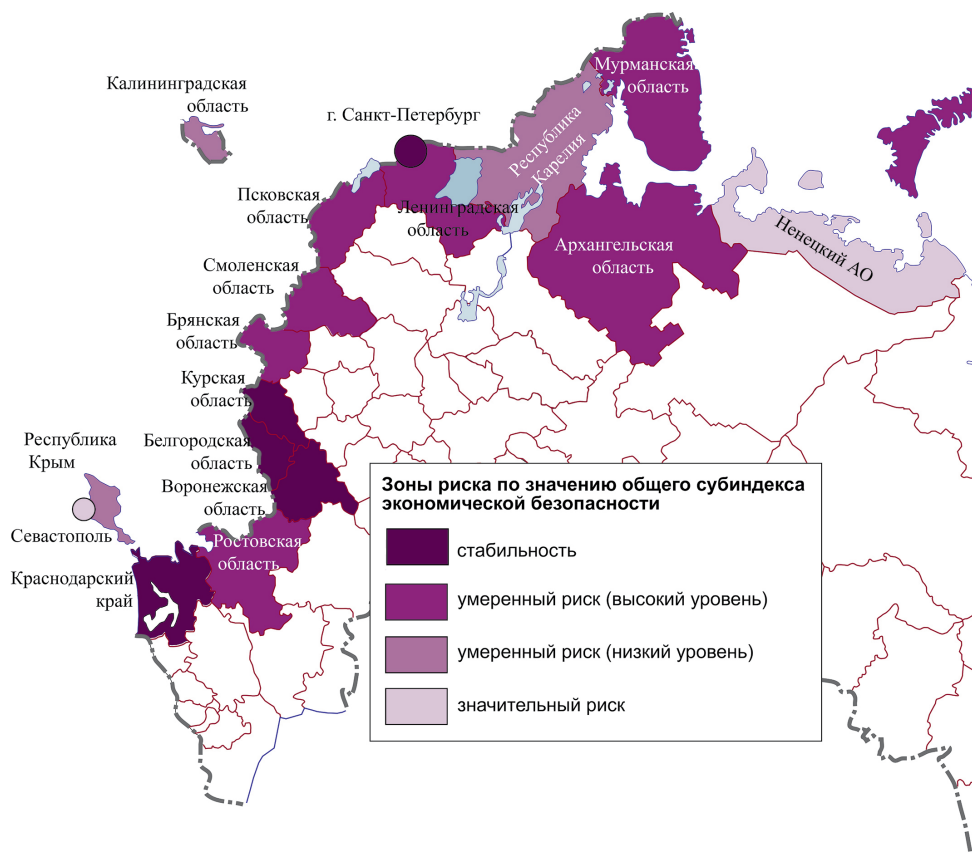 Калининградская
область
г. Санкт-Петербург
Мурманская
область
Республика
Карелия
Псковская
область
Ленинградская
область
Архангельская
область
Ненецкий АО
Смоленская
область
Брянская
область
Курская
область
Белгородская
область
Воронежская
область
Республика
Крым
Севастополь
Ростовская
область
Краснодарский
край
Зоны риска по значению общего субиндекса
экономической безопасности
стабильность
умеренный риск (высокий уровень)
умеренный риск (низкий уровень)
значительный риск